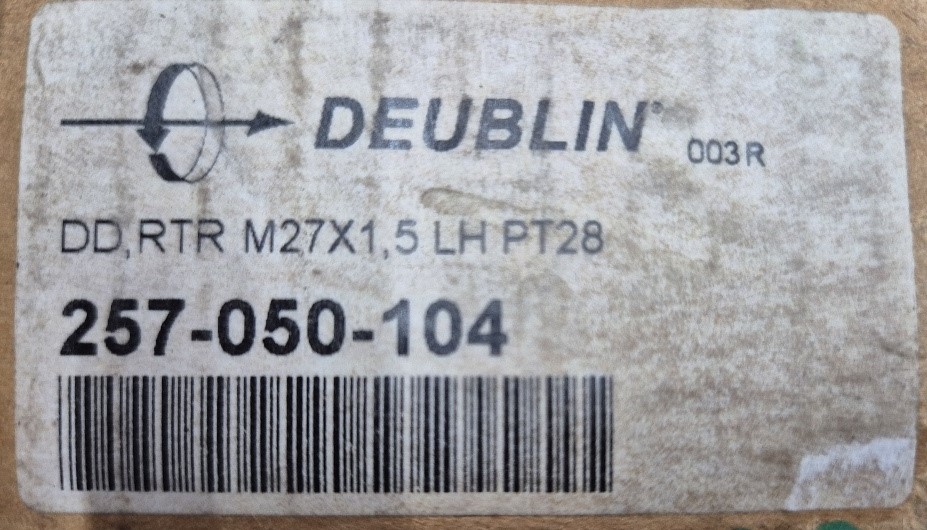 DEUBLIN® 003R
DD,RTR M27X1,5 LH PT28
257-050-104